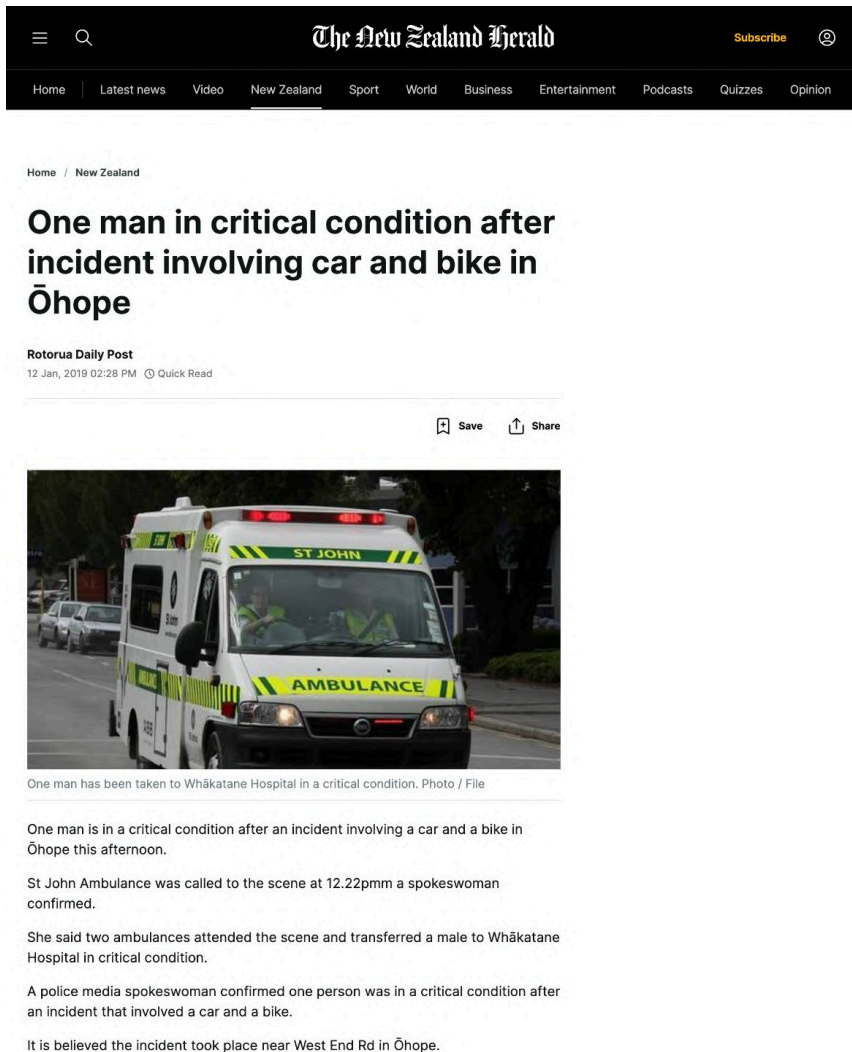 The New Zealand Herald
Subscribe
Home
Latest news
Video
New Zealand
Sport
World
Business
Entertainment
Podcasts
Quizzes
Opinion
Home / New Zealand
One man in critical condition after
incident involving car and bike in
Ōhope
Rotorua Daily Post
12 Jan, 2019 02:28 PM Quick Read
Save
Share
ST JOHN
St John
AMBULANCE
AMBULANCE
ASB
One man has been taken to Whākatane Hospital in a critical condition. Photo / File
One man is in a critical condition after an incident involving a car and a bike in
Ōhope this afternoon.
St John Ambulance was called to the scene at 12.22pmm a spokeswoman
confirmed.
She said two ambulances attended the scene and transferred a male to Whākatane
Hospital in critical condition.
A police media spokeswoman confirmed one person was in a critical condition after
an incident that involved a car and a bike.
It is believed the incident took place near West End Rd in Ōhope.